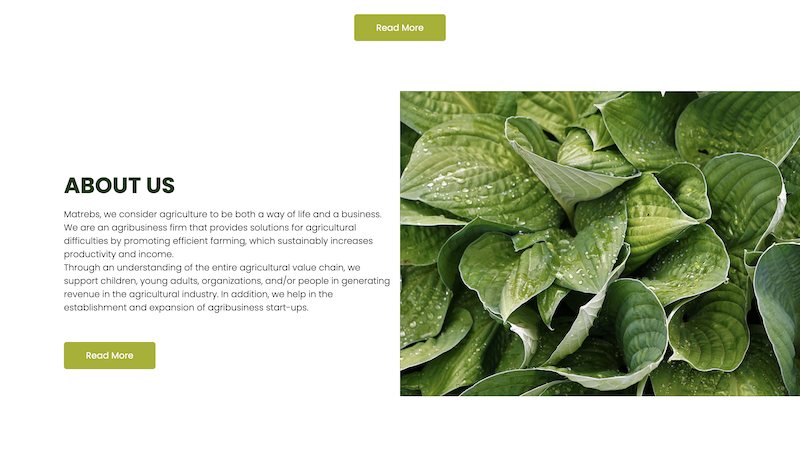 Read More
ABOUT US
Matrebs, we consider agriculture to be both a way of life and a business.
We are an agribusiness firm that provides solutions for agricultural
difficulties by promoting efficient farming, which sustainably increases
productivity and income.
Through an understanding of the entire agricultural value chain, we
support children, young adults, organizations, and/or people in generating
revenue in the agricultural industry. In addition, we help in the
establishment and expansion of agribusiness start-ups.
Read More